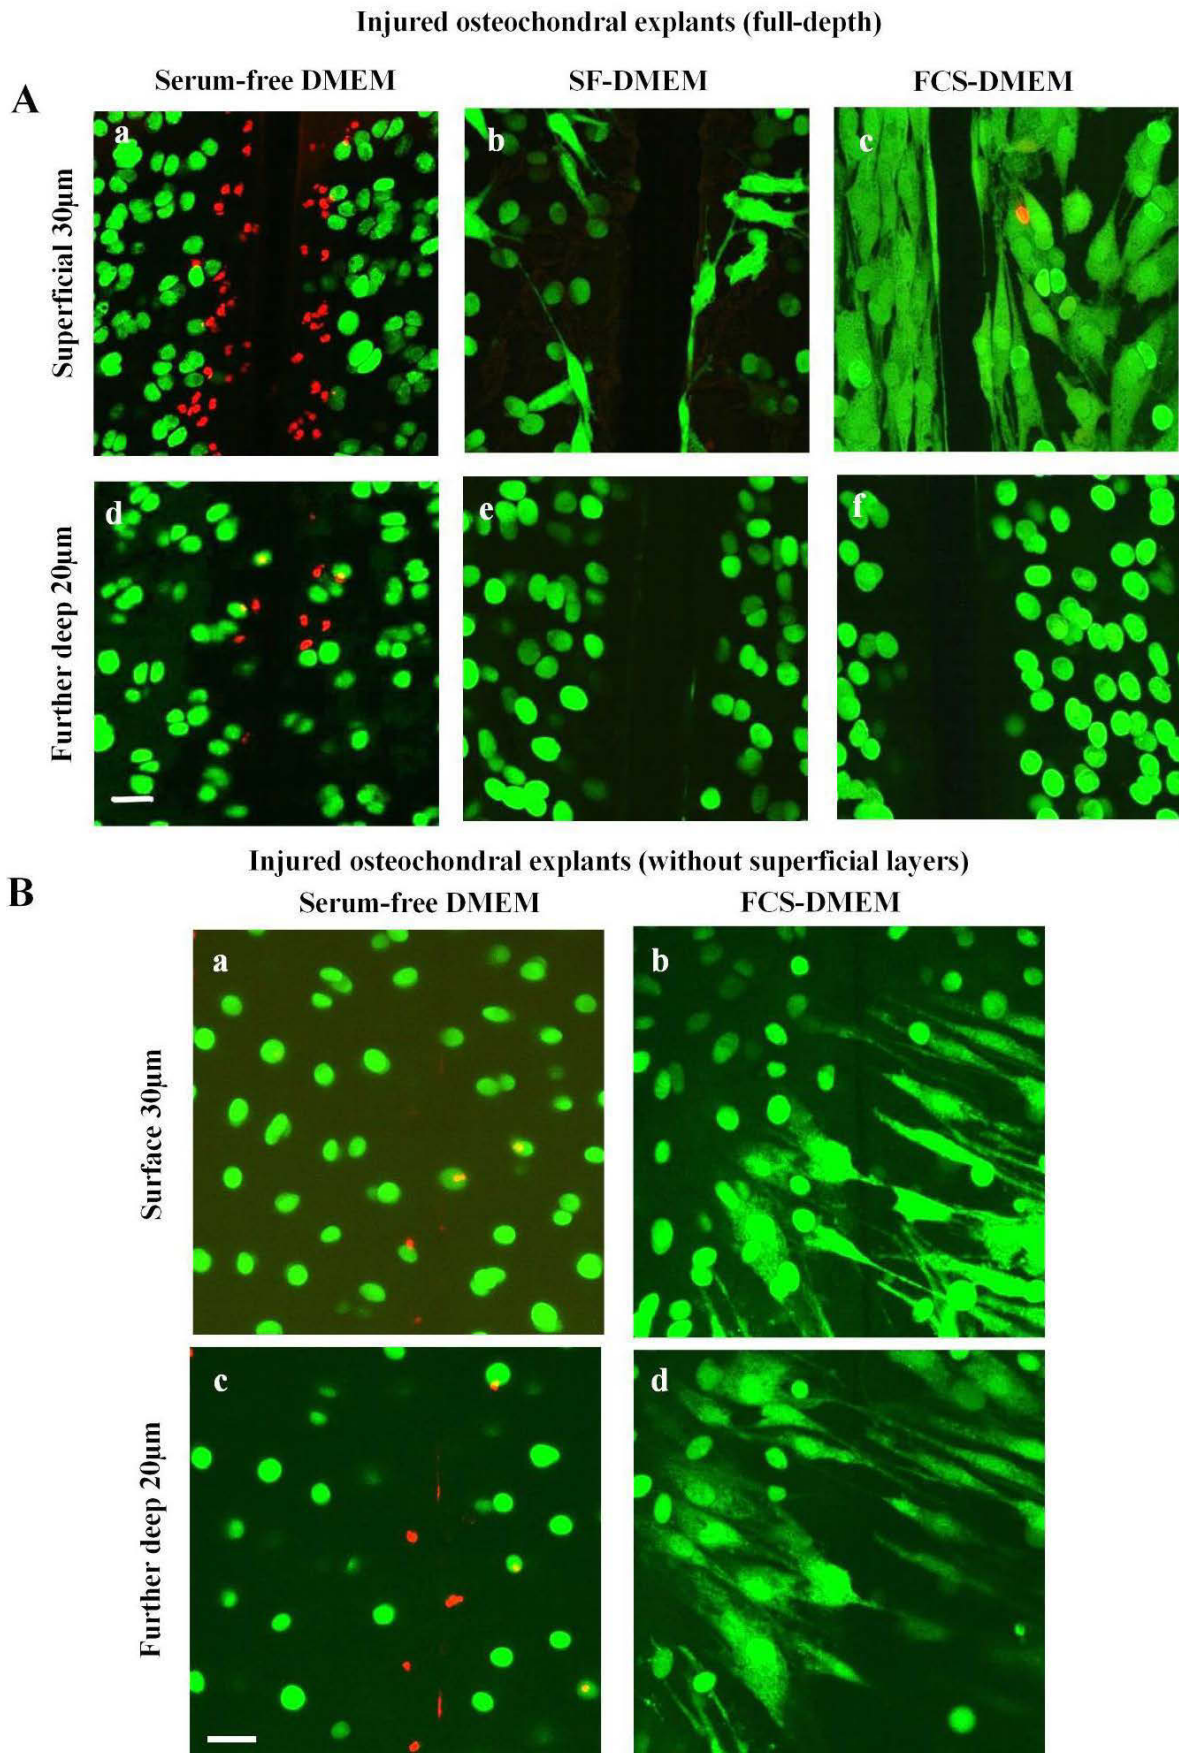 Injured osteochondral explants (full-depth)
Serum-free DMEM
SF-DMEM
FCS-DMEM
A
Superficial 30μm
a
b
c
Further deep 20μm
d
e
f
Injured osteochondral explants (without superficial layers)
B
Serum-free DMEM
FCS-DMEM
Surface 30μm
a
b
Further deep 20μm
c
d